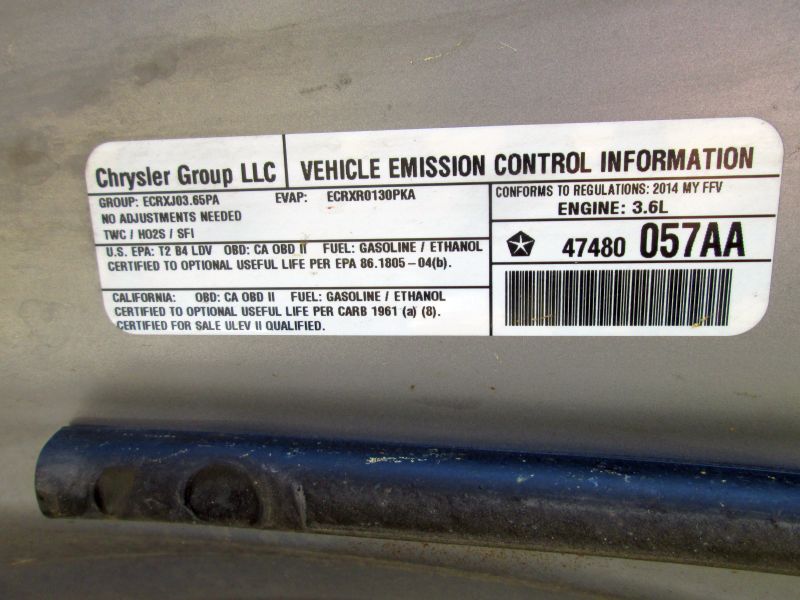 Chrysler Group LLC
VEHICLE EMISSION CONTROL INFORMATION
GROUP: ECRXJ03.65PA EVAP: ECRXR0130PKA
NO ADJUSTMENTS NEEDED
TWC / HO2S / SFI
U.S. EPA: T2 B4 LDV OBD: CA OBD II FUEL: GASOLINE / ETHANOL
CERTIFIED TO OPTIONAL USEFUL LIFE PER EPA 86.1805-04(b).
CALIFORNIA: OBD: CA OBD II FUEL: GASOLINE / ETHANOL
CERTIFIED TO OPTIONAL USEFUL LIFE PER CARB 1961 (a) (8).
CERTIFIED FOR SALE ULEV II QUALIFIED.
CONFORMS TO REGULATIONS: 2014 MY FFV
ENGINE: 3.6L
47480 057AA